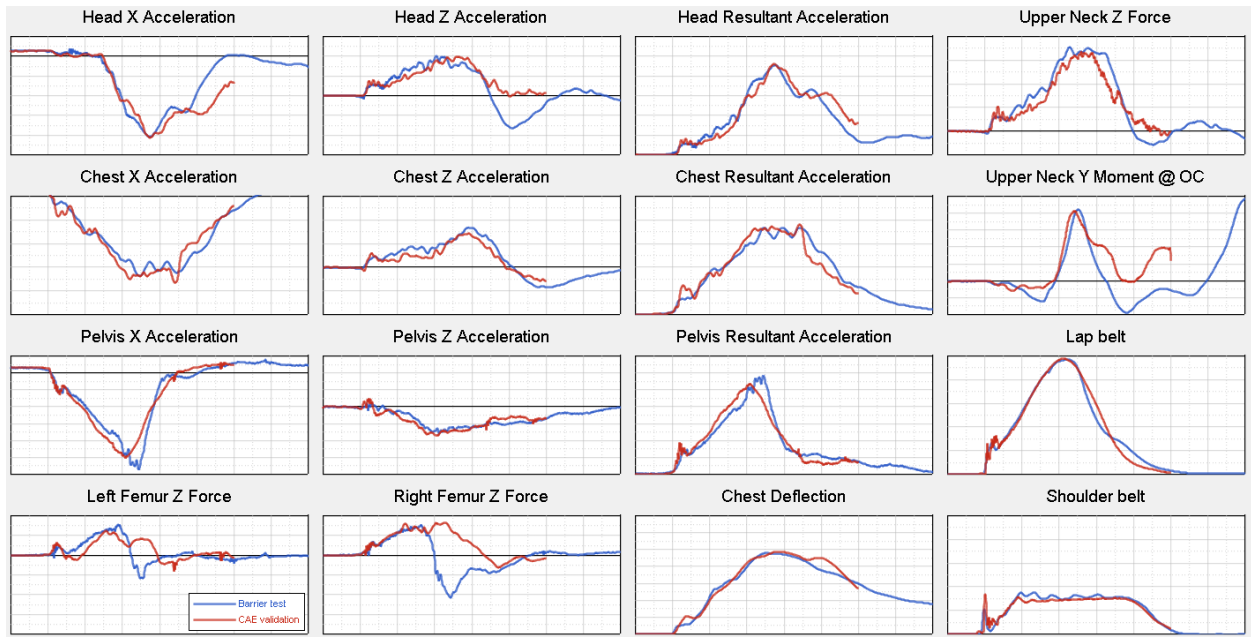 Head X Acceleration
Head Z Acceleration
Head Resultant Acceleration
Upper Neck Z Force
Chest X Acceleration
Chest Z Acceleration
Chest Resultant Acceleration
Upper Neck Y Moment @ OC
Pelvis X Acceleration
Pelvis Z Acceleration
Pelvis Resultant Acceleration
Lap belt
Left Femur Z Force
Right Femur Z Force
Chest Deflection
Shoulder belt
Barrier test
CAE validation